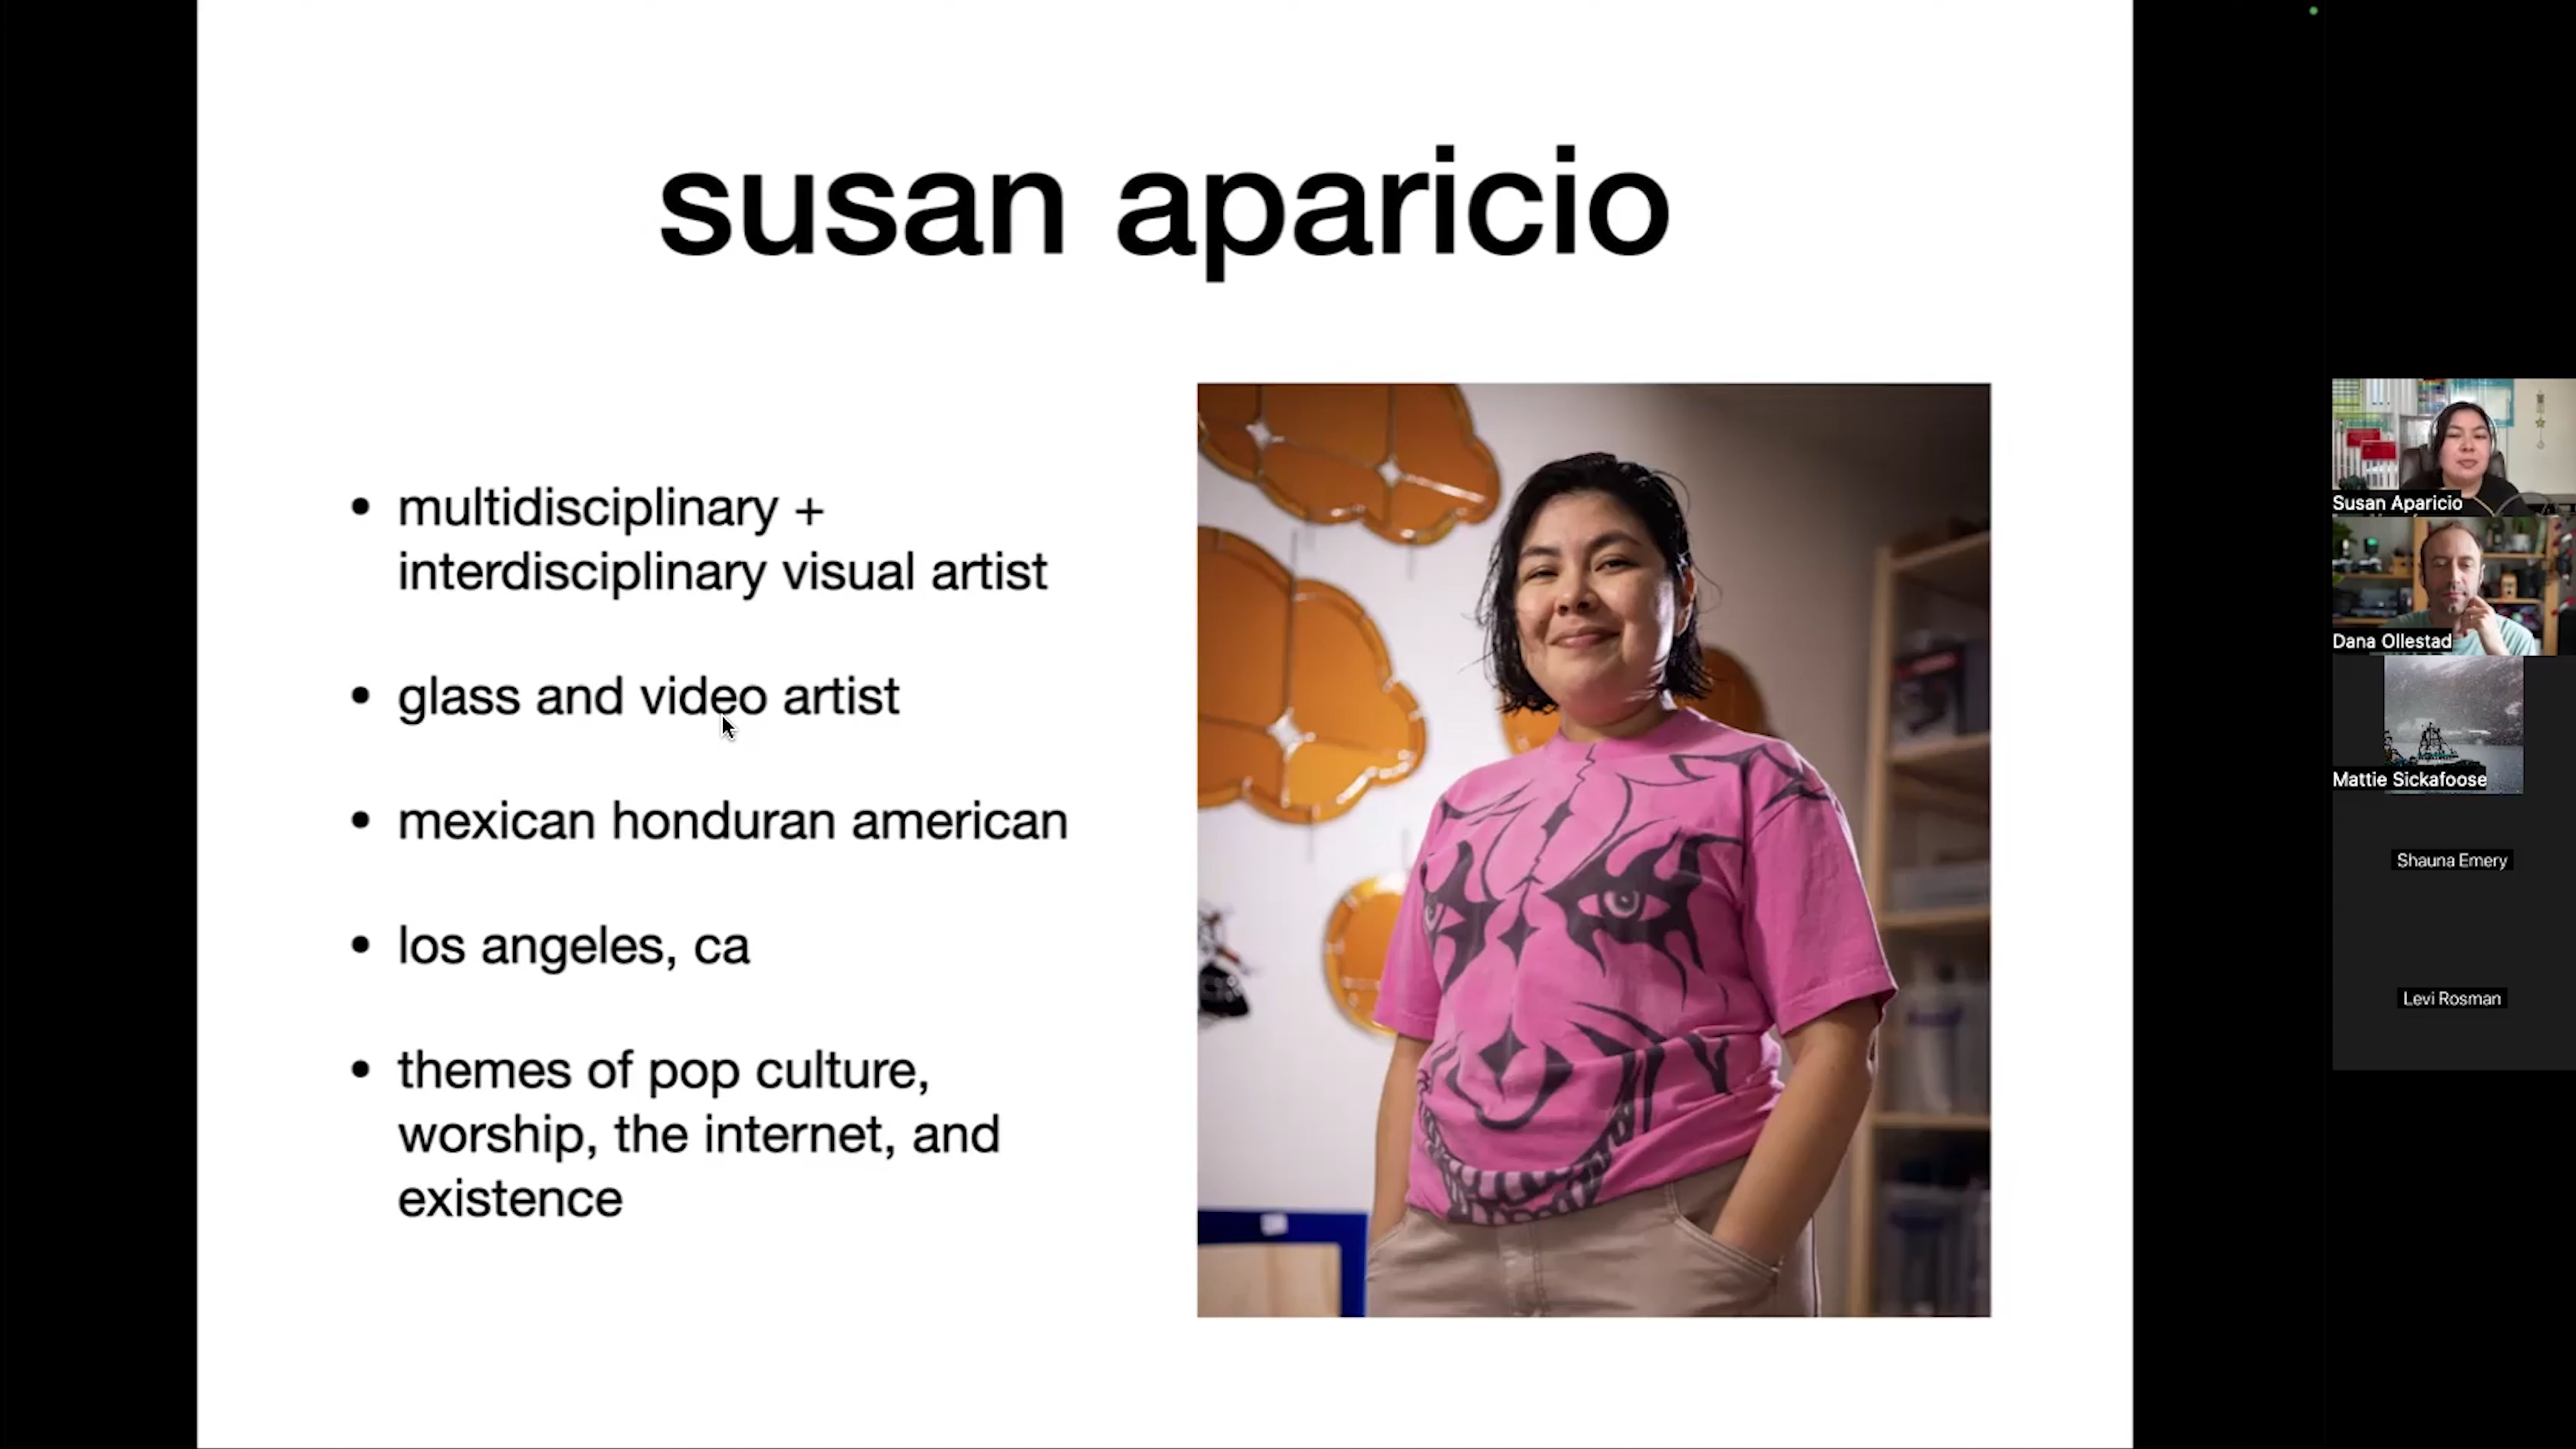 susan aparicio
• multidisciplinary +
interdisciplinary visual artist
• glass and video artist
• mexican honduran american
• los angeles, ca
• themes of pop culture,
worship, the internet, and
existence
Susan Aparicio
Dana Ollestad
Mattie Sickafoose
Shauna Emery
Levi Rosman